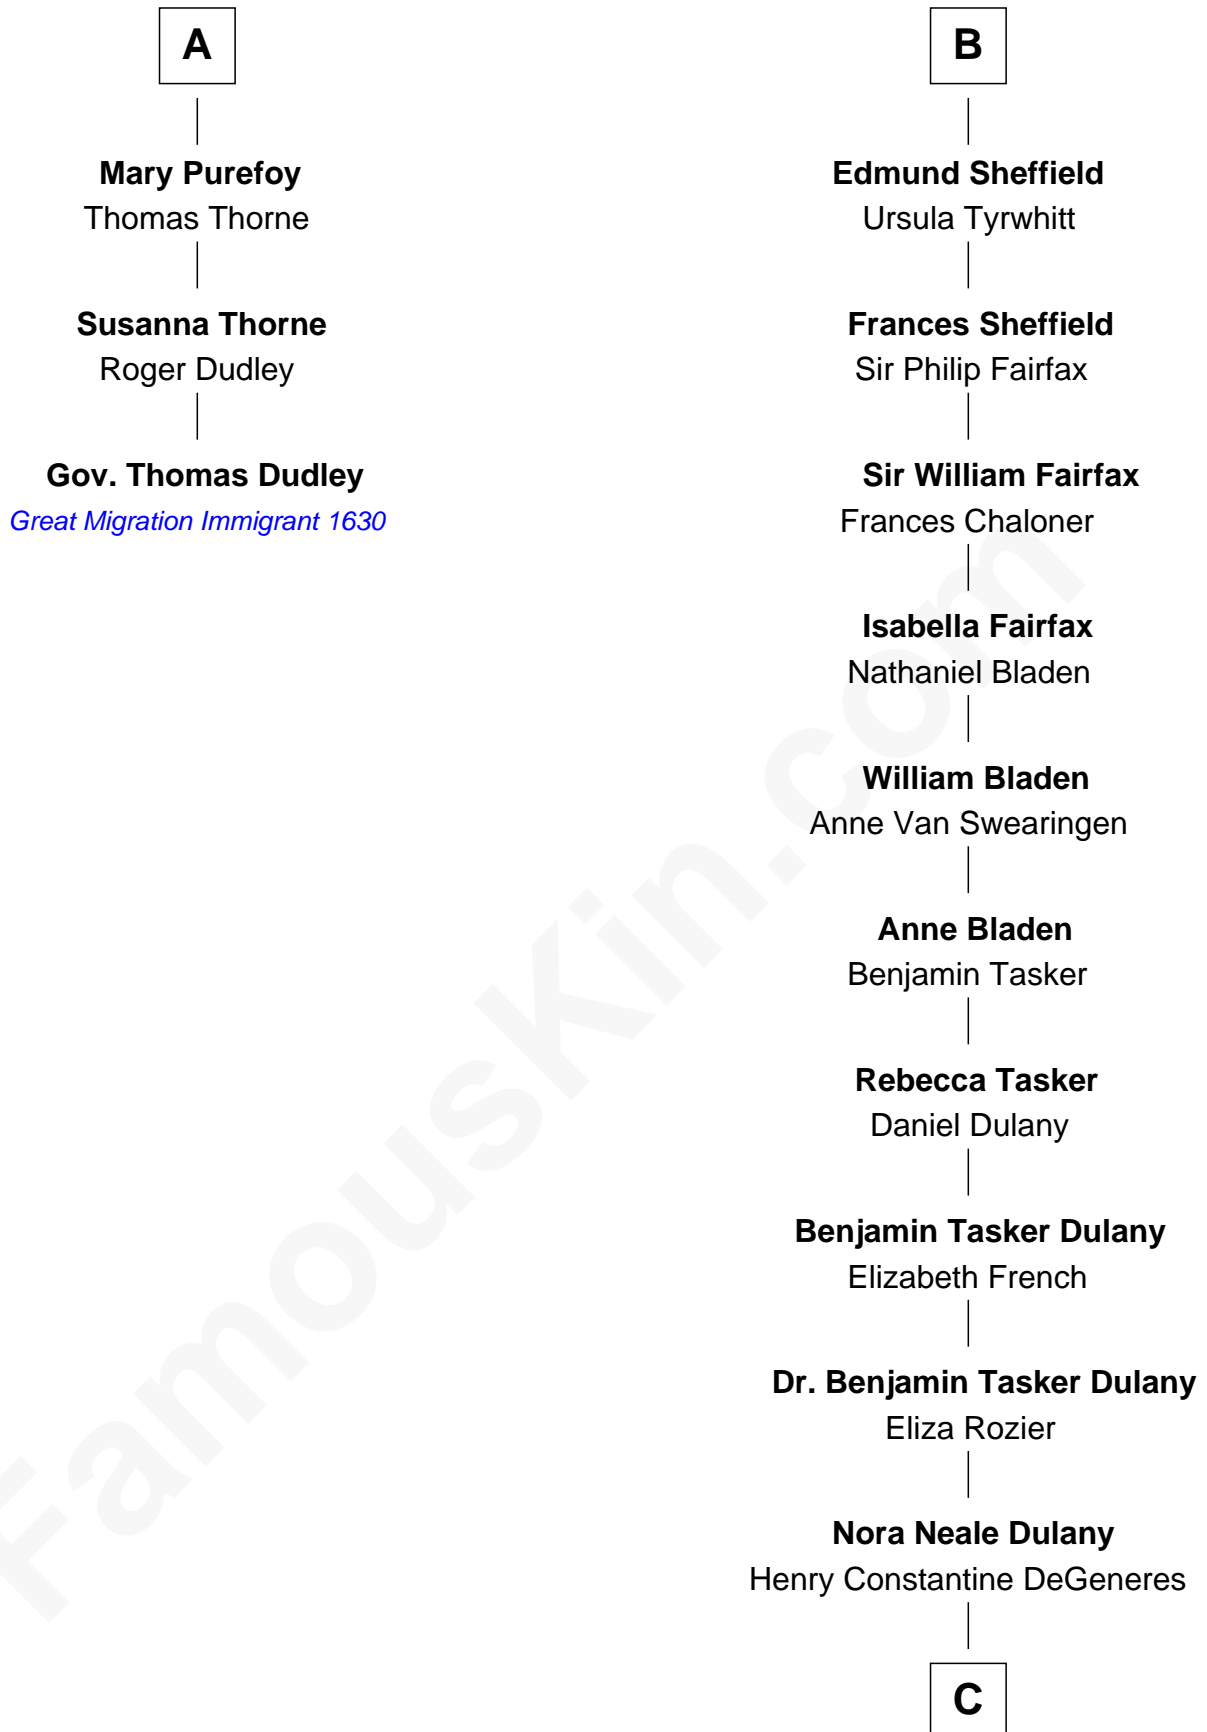 A
Mary Purefoy
Thomas Thorne
Susanna Thorne
Roger Dudley
Gov. Thomas Dudley
Great Migration Immigrant 1630
B
Edmund Sheffield
Ursula Tyrwhitt
Frances Sheffield
Sir Philip Fairfax
Sir William Fairfax
Frances Chaloner
Isabella Fairfax
Nathaniel Bladen
William Bladen
Anne Van Swearingen
Anne Bladen
Benjamin Tasker
Rebecca Tasker
Daniel Dulany
Benjamin Tasker Dulany
Elizabeth French
Dr. Benjamin Tasker Dulany
Eliza Rozier
Nora Neale Dulany
Henry Constantine DeGeneres
C
FamousKin.com